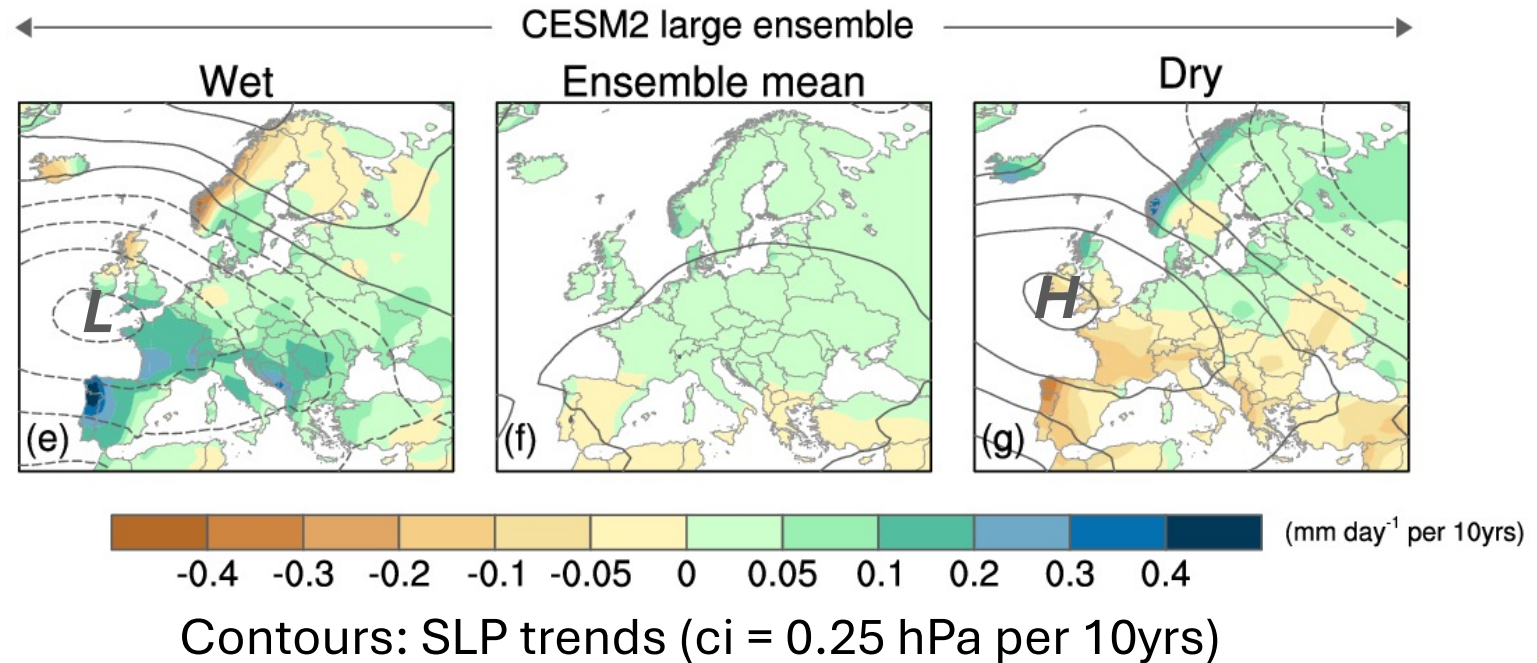 CESM2 large ensemble
Wet Ensemble mean Dry
L H
(e) (f) (g)
(mm day-1 per 10yrs)
-0.4 -0.3 -0.2 -0.1 -0.05 0 0.05 0.1 0.2 0.3 0.4
Contours: SLP trends (ci = 0.25 hPa per 10yrs)